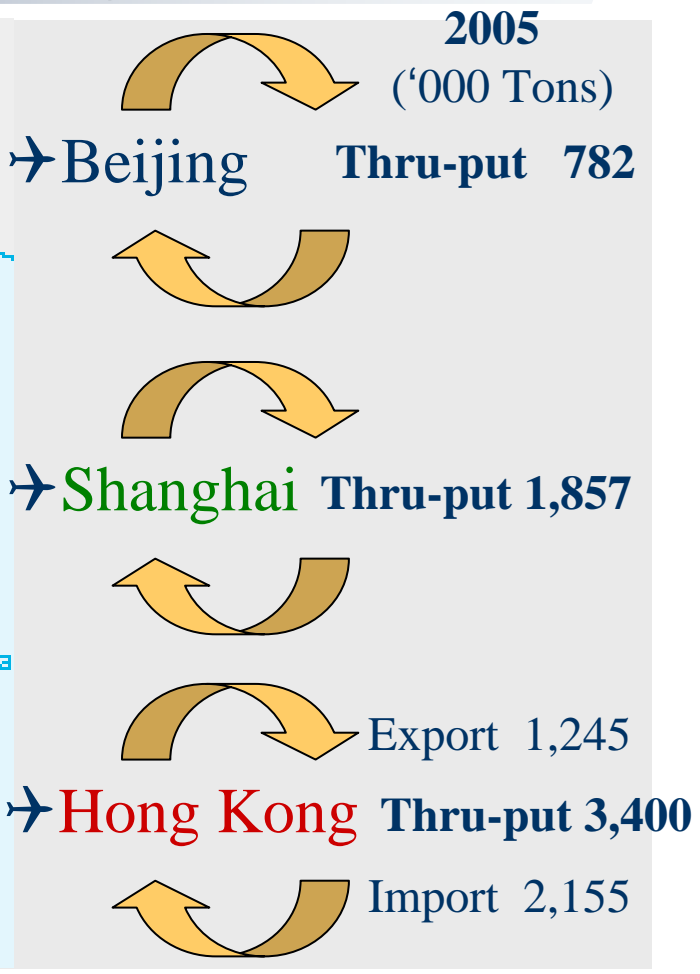 2005
(‘000 Tons)
Beijing Thru-put 782
Shanghai Thru-put 1,857
Export 1,245
Hong Kong Thru-put 3,400
Import 2,155